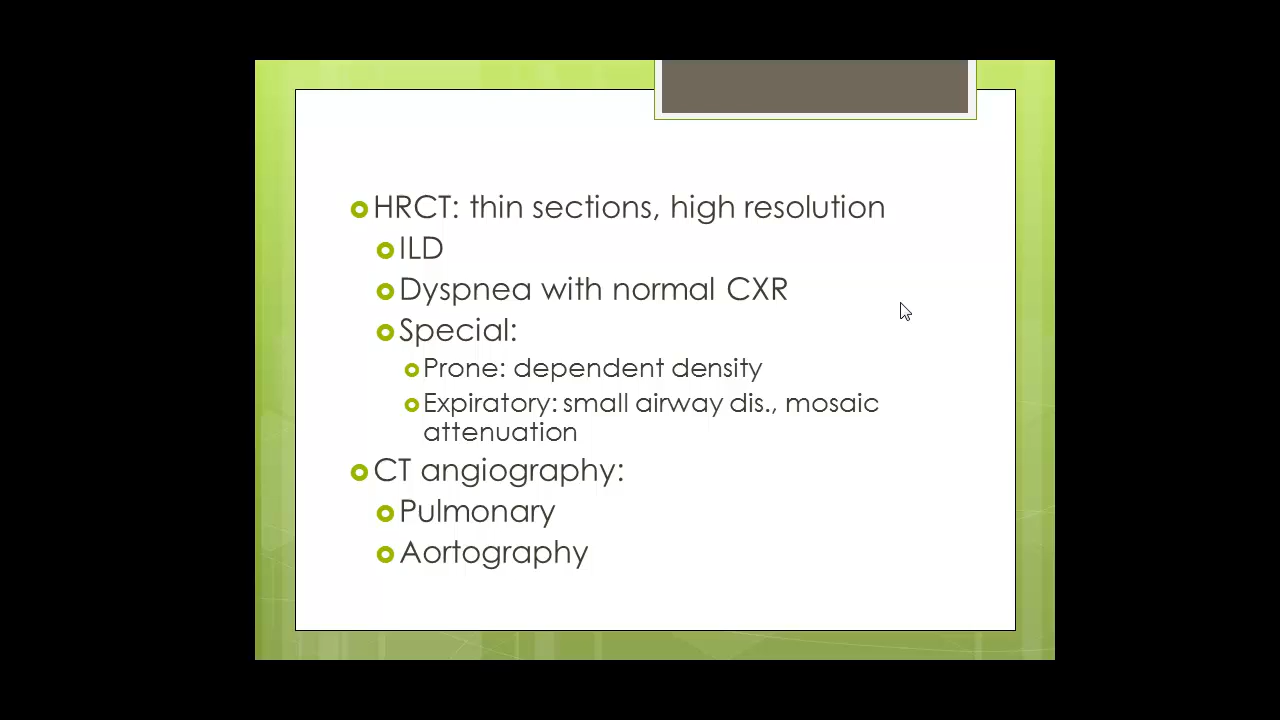 HRCT: thin sections, high resolution
ILD
Dyspnea with normal CXR
Special:
Prone: dependent density
Expiratory: small airway dis., mosaic
attenuation
CT angiography:
Pulmonary
Aortography